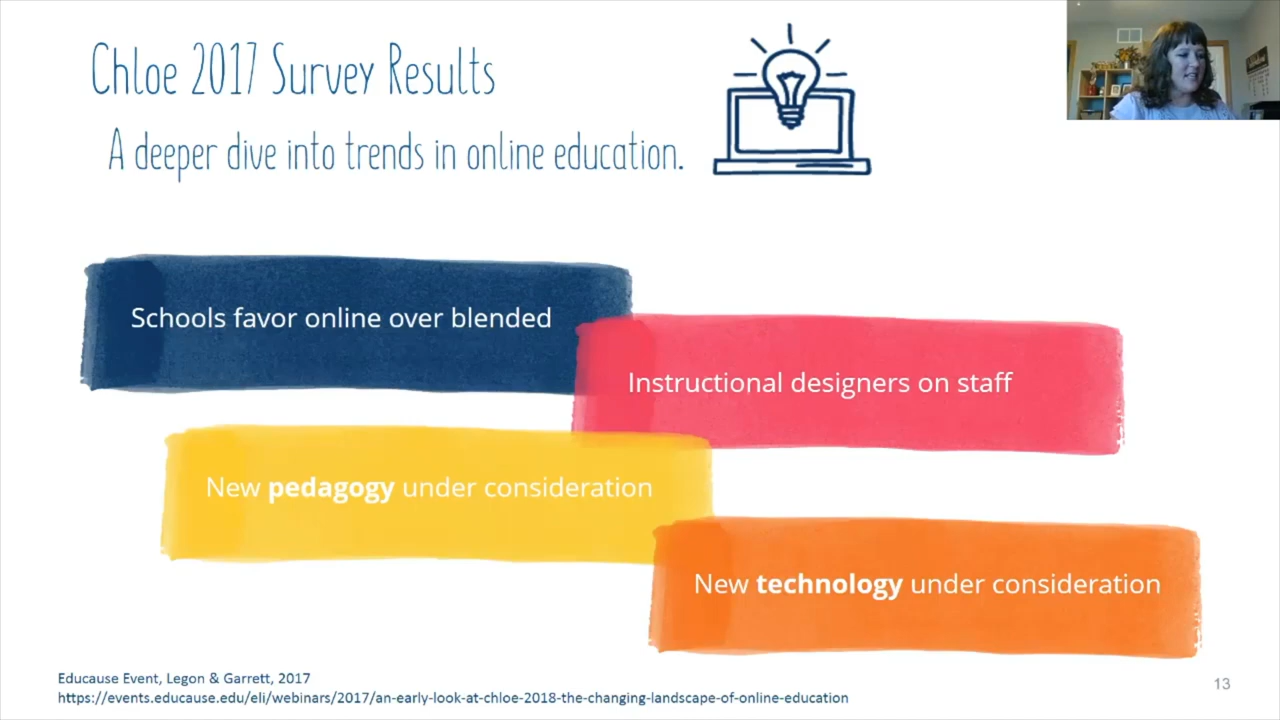 Chloe 2017 Survey Results
A deeper dive into trends in online education.
Schools favor online over blended
Instructional designers on staff
New pedagogy under consideration
New technology under consideration
Educause Event, Legon & Garrett, 2017
https://events.educause.edu/eli/webinars/2017/an-early-look-at-chloe-2018-the-changing-landscape-of-online-education
13